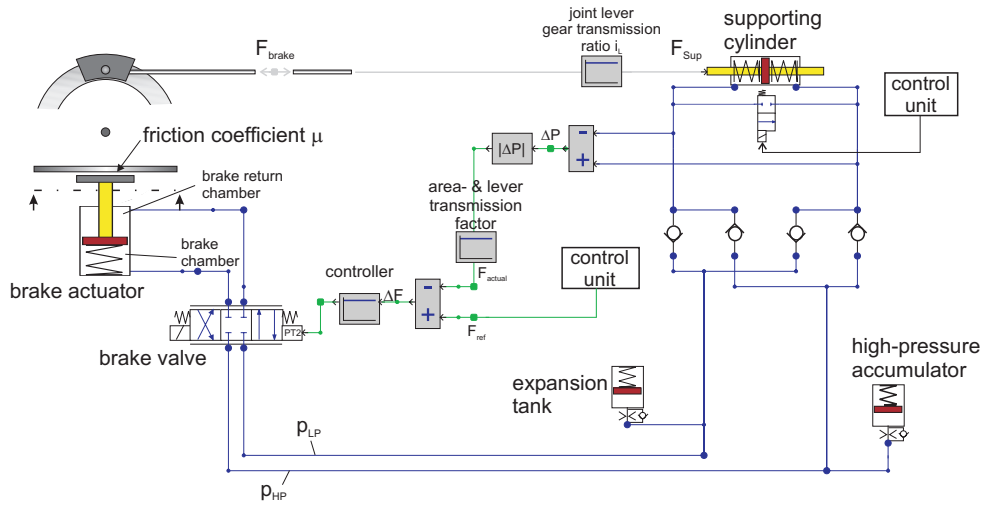 joint lever
gear transmission
ratio i_L
F_brake
F_Sup
supporting
cylinder
control
unit
friction coefficient μ
ΔP
|ΔP|
-
+
brake return
chamber
area- & lever
transmission
factor
brake
chamber
brake actuator
controller
F_actual
ΔF
-
+
F_ref
control
unit
PT2
brake valve
expansion
tank
high-pressure
accumulator
p_LP
p_HP